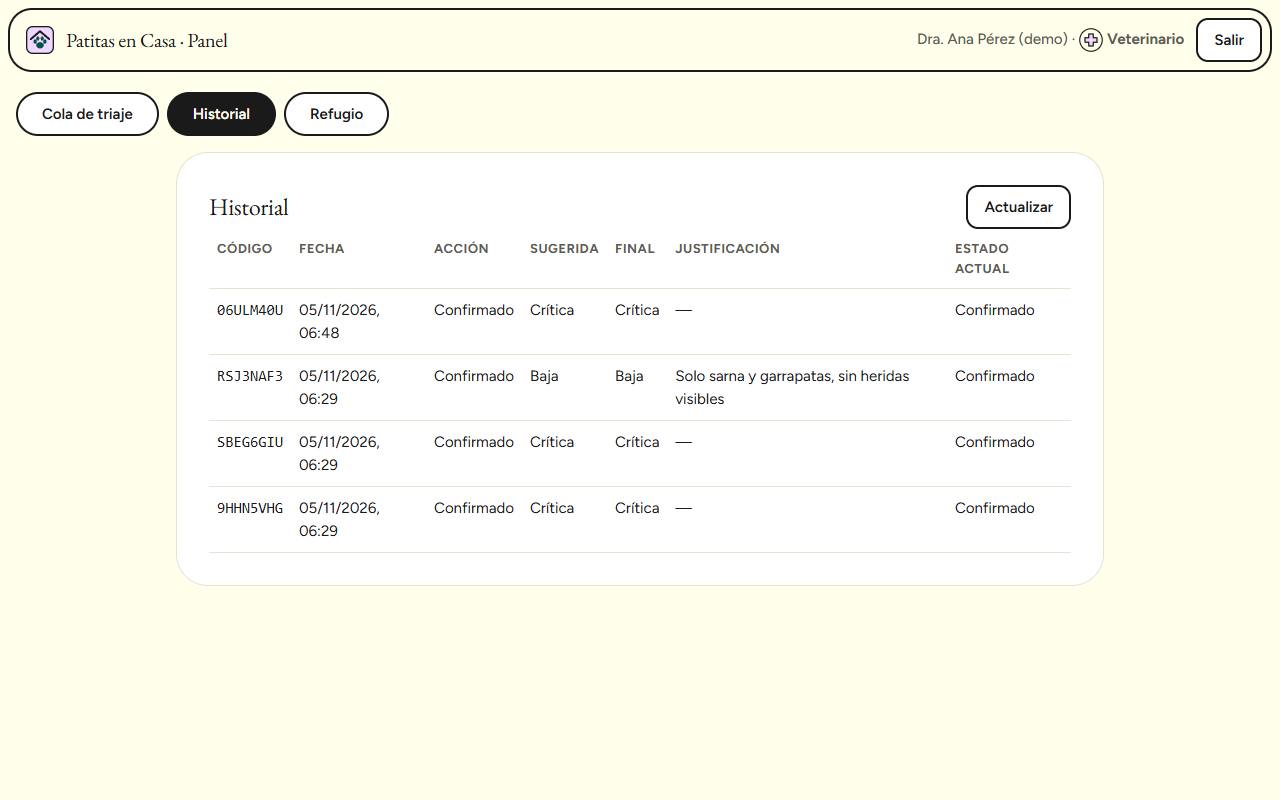 Patitas en Casa · Panel
Dra. Ana Pérez (demo) · Veterinario
Salir
Cola de triaje
Historial
Refugio
Historial
Actualizar
CÓDIGO FECHA ACCIÓN SUGERIDA FINAL JUSTIFICACIÓN ESTADO
ACTUAL
06ULM40U 05/11/2026, Confirmado Crítica Crítica — Confirmado
06:48
RSJ3NAF3 05/11/2026, Confirmado Baja Baja Solo sarna y garrapatas, sin heridas Confirmado
06:29 visibles
SBEG6GIU 05/11/2026, Confirmado Crítica Crítica — Confirmado
06:29
9HHN5VHG 05/11/2026, Confirmado Crítica Crítica — Confirmado
06:29